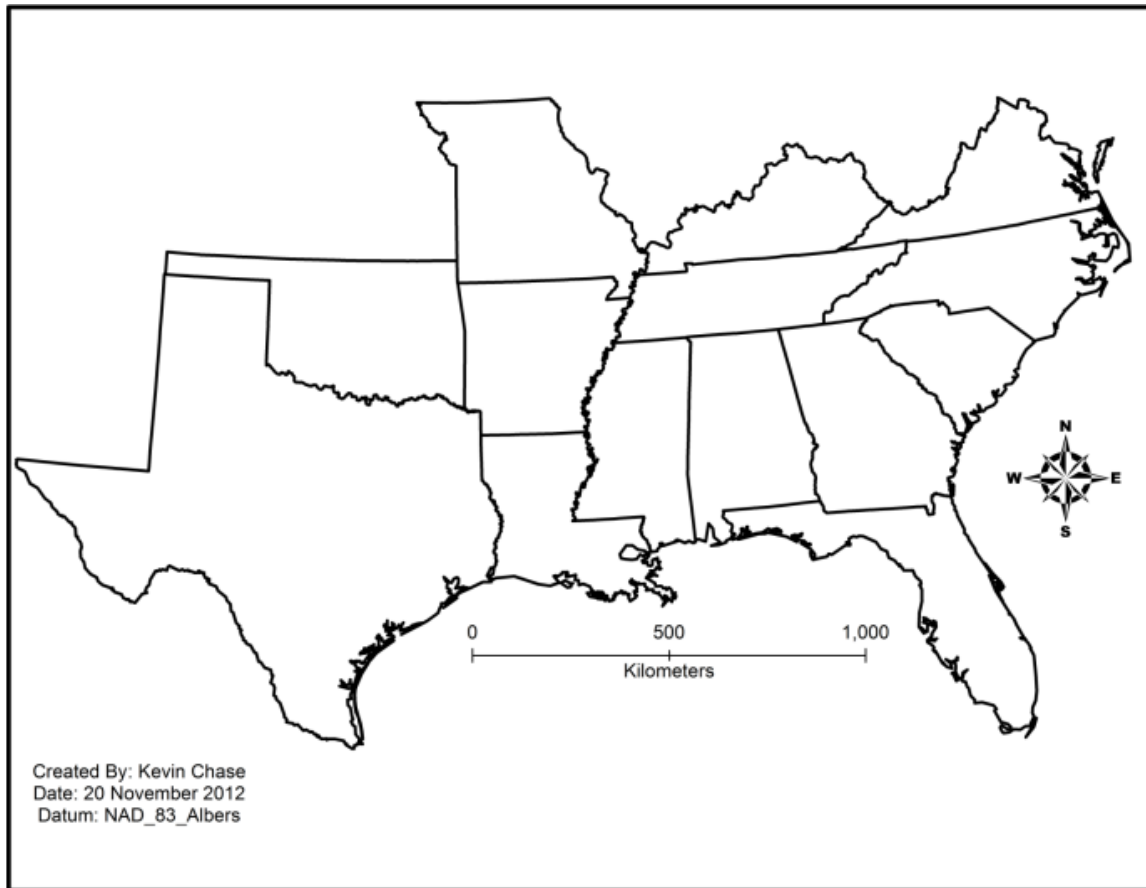 N
W E
S
0 500 1,000
Kilometers
Created By: Kevin Chase
Date: 20 November 2012
Datum: NAD_83_Albers